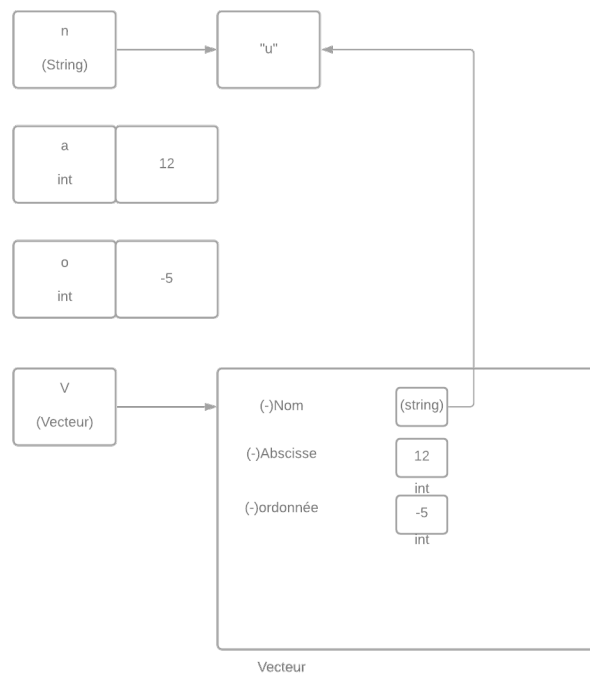 n
(String)
"u"
a
int
12
o
int
-5
V
(Vecteur)
(-)Nom
(string)
(-)Abscisse
12
int
(-)ordonnée
-5
int
Vecteur